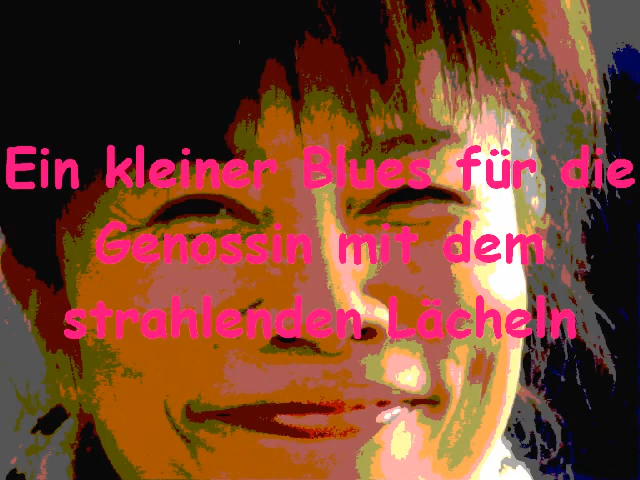 Ein kleiner Blues für die
Genossin mit dem
strahlenden Lächeln